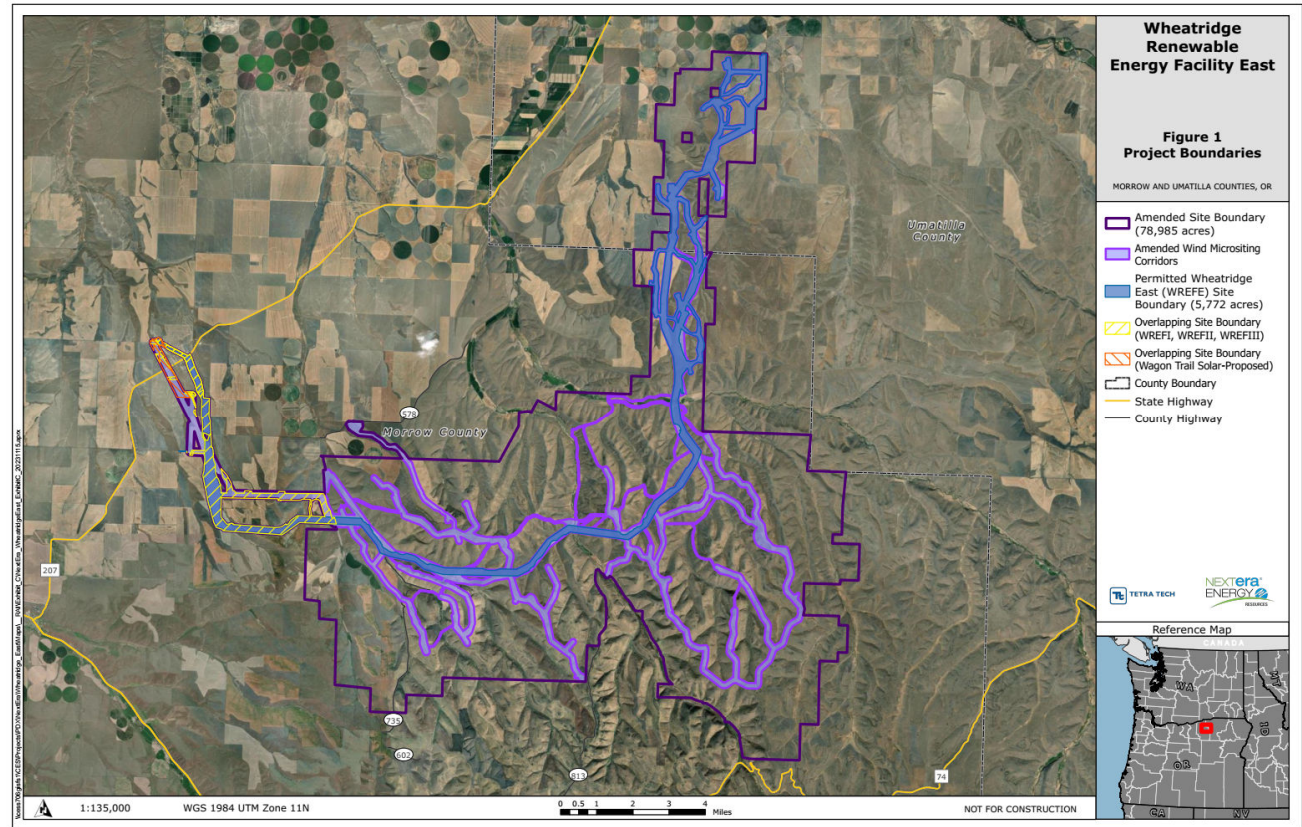 Wheatridge
Renewable
Energy Facility East
Figure 1
Project Boundaries
MORROW AND UMATILLA COUNTIES, OR
Amended Site Boundary
(78,985 acres)
Amended Wind Micrositing
Corridors
Permitted Wheatridge
East (WREFE) Site
Boundary (5,772 acres)
Overlapping Site Boundary
(WREFI, WREFII, WREFIII)
Overlapping Site Boundary
(Wagon Trail Solar-Proposed)
County Boundary
State Highway
County Highway
TETRA TECH
NEXTera
ENERGY
RESOURCES
Reference Map
CANADA
WA
MT
ID
OR
CA
NV
Umatilla
County
578
Morrow County
207
735
602
813
74
1:135,000
WGS 1984 UTM Zone 11N
0 0.5 1 2 3 4
Miles
NOT FOR CONSTRUCTION